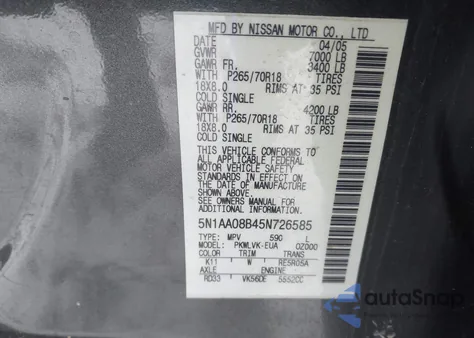 MFD BY NISSAN MOTOR CO., LTD
DATE 04/05
GVWR 7000 LB
GAWR FR. 3400 LB
WITH P265/70R18 TIRES
18X8.0 RIMS AT 35 PSI
COLD SINGLE
GAWR RR. 4200 LB
WITH P265/70R18 TIRES
18X8.0 RIMS AT 35 PSI
COLD SINGLE
THIS VEHICLE CONFORMS TO
ALL APPLICABLE FEDERAL
MOTOR VEHICLE SAFETY
STANDARDS IN EFFECT ON
THE DATE OF MANUFACTURE
SHOWN ABOVE.
SEE OWNERS MANUAL FOR
ADDITIONAL INFORMATION
5N1AA08B45N726585
TYPE MPV 590 L
MODEL PKWLVK-EUA 0Z000
COLOR TRIM TRANS
K11 W RE5R05A
AXLE ENGINE
RD33 VK56DE 5552CC
autoSnap